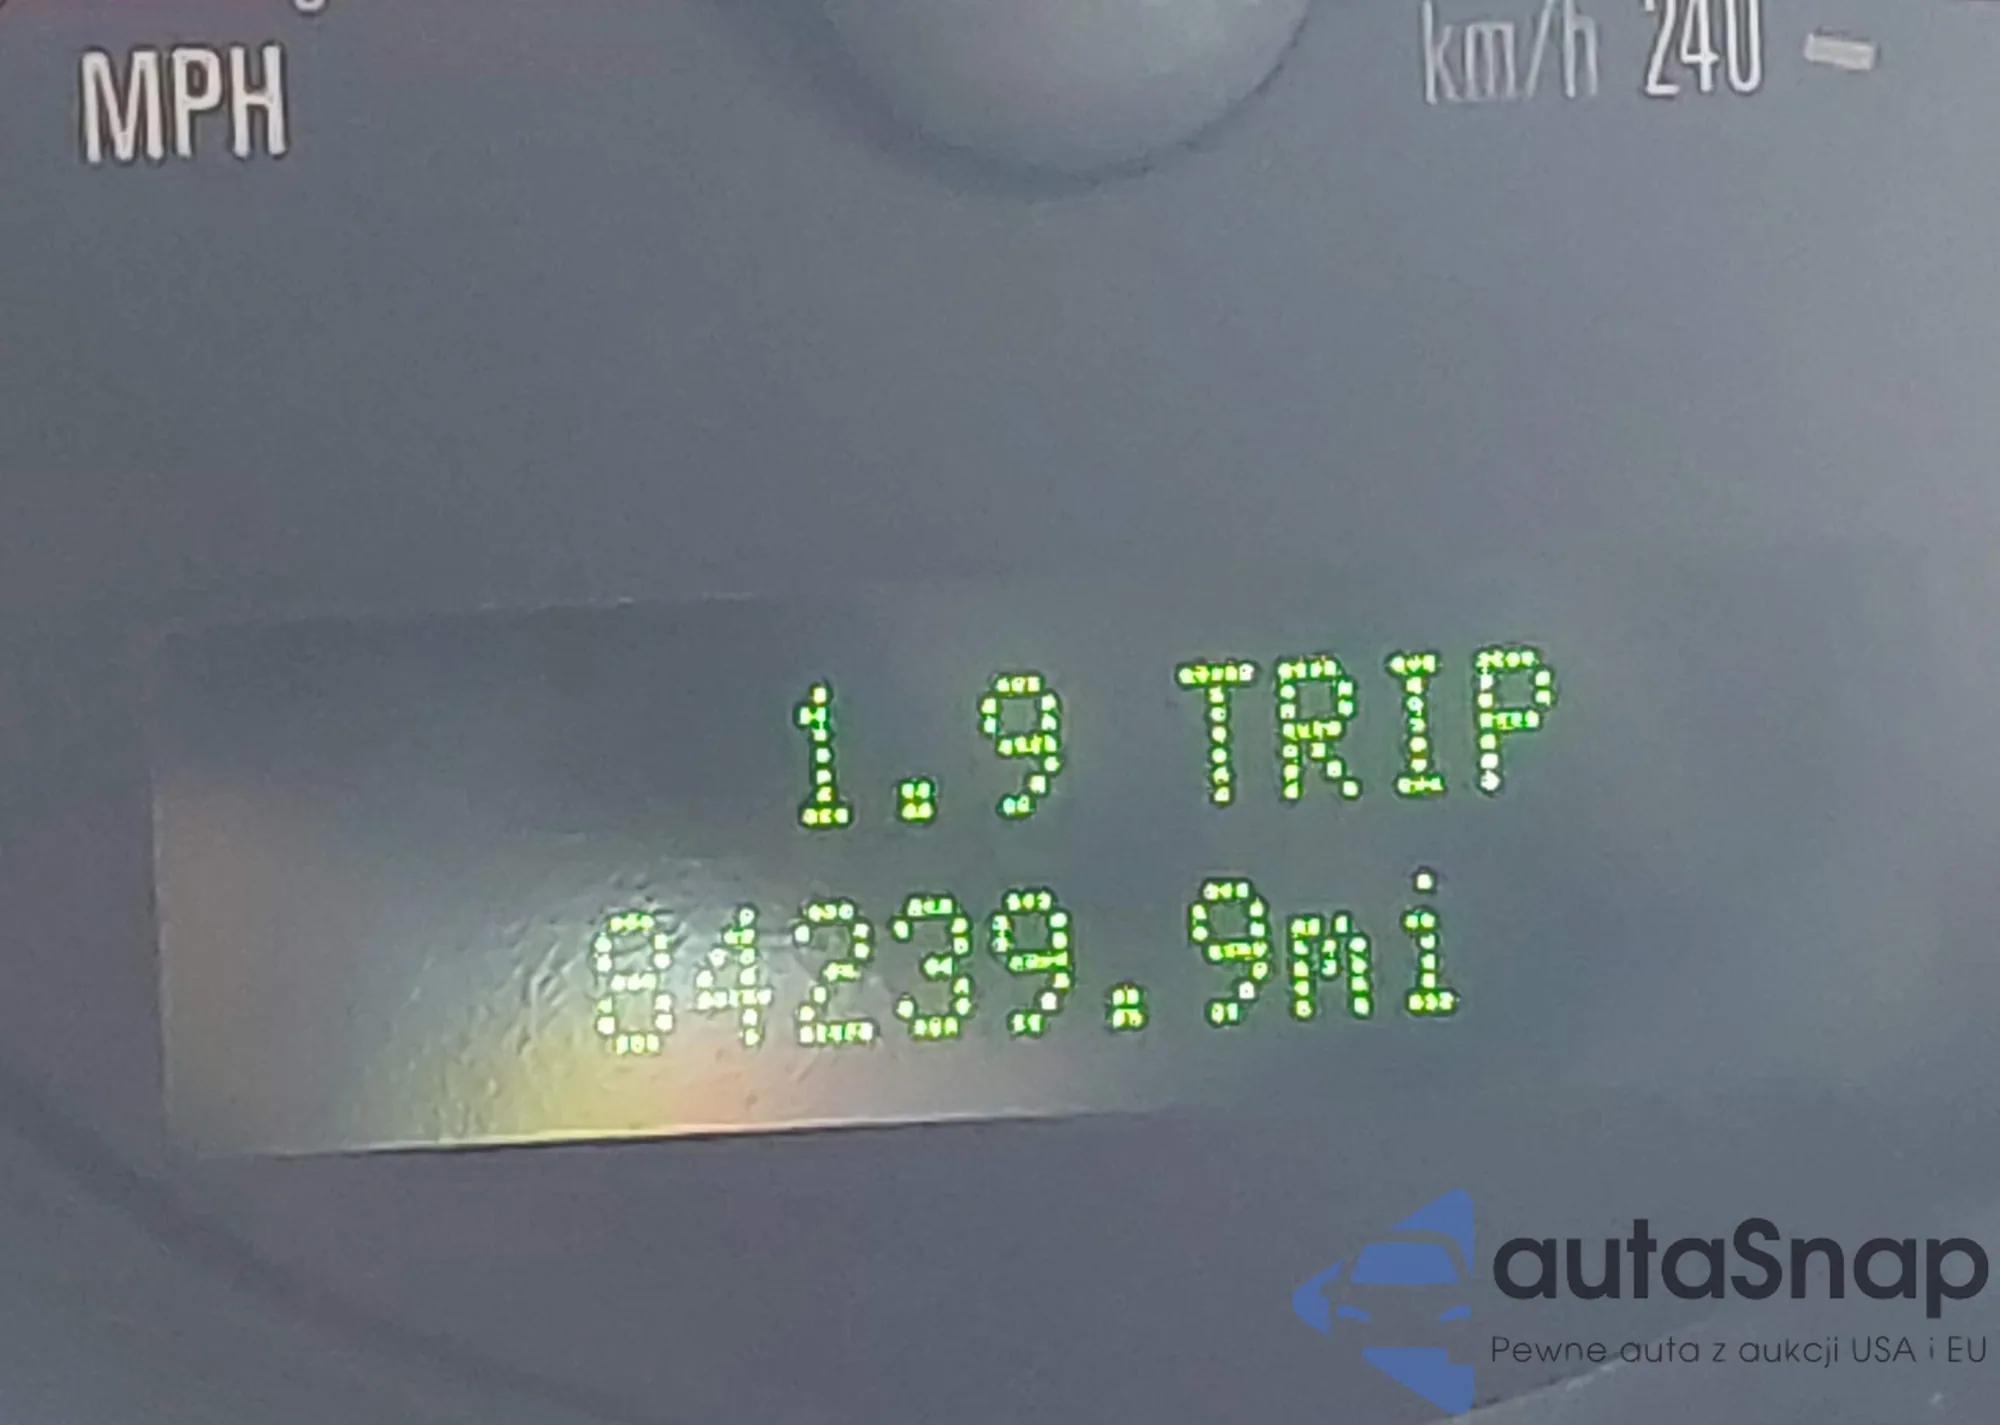 MPH
km/h 240
1.9 TRIP
84239.9mi
autaSnap
Pewne auta z aukcji USA i EU